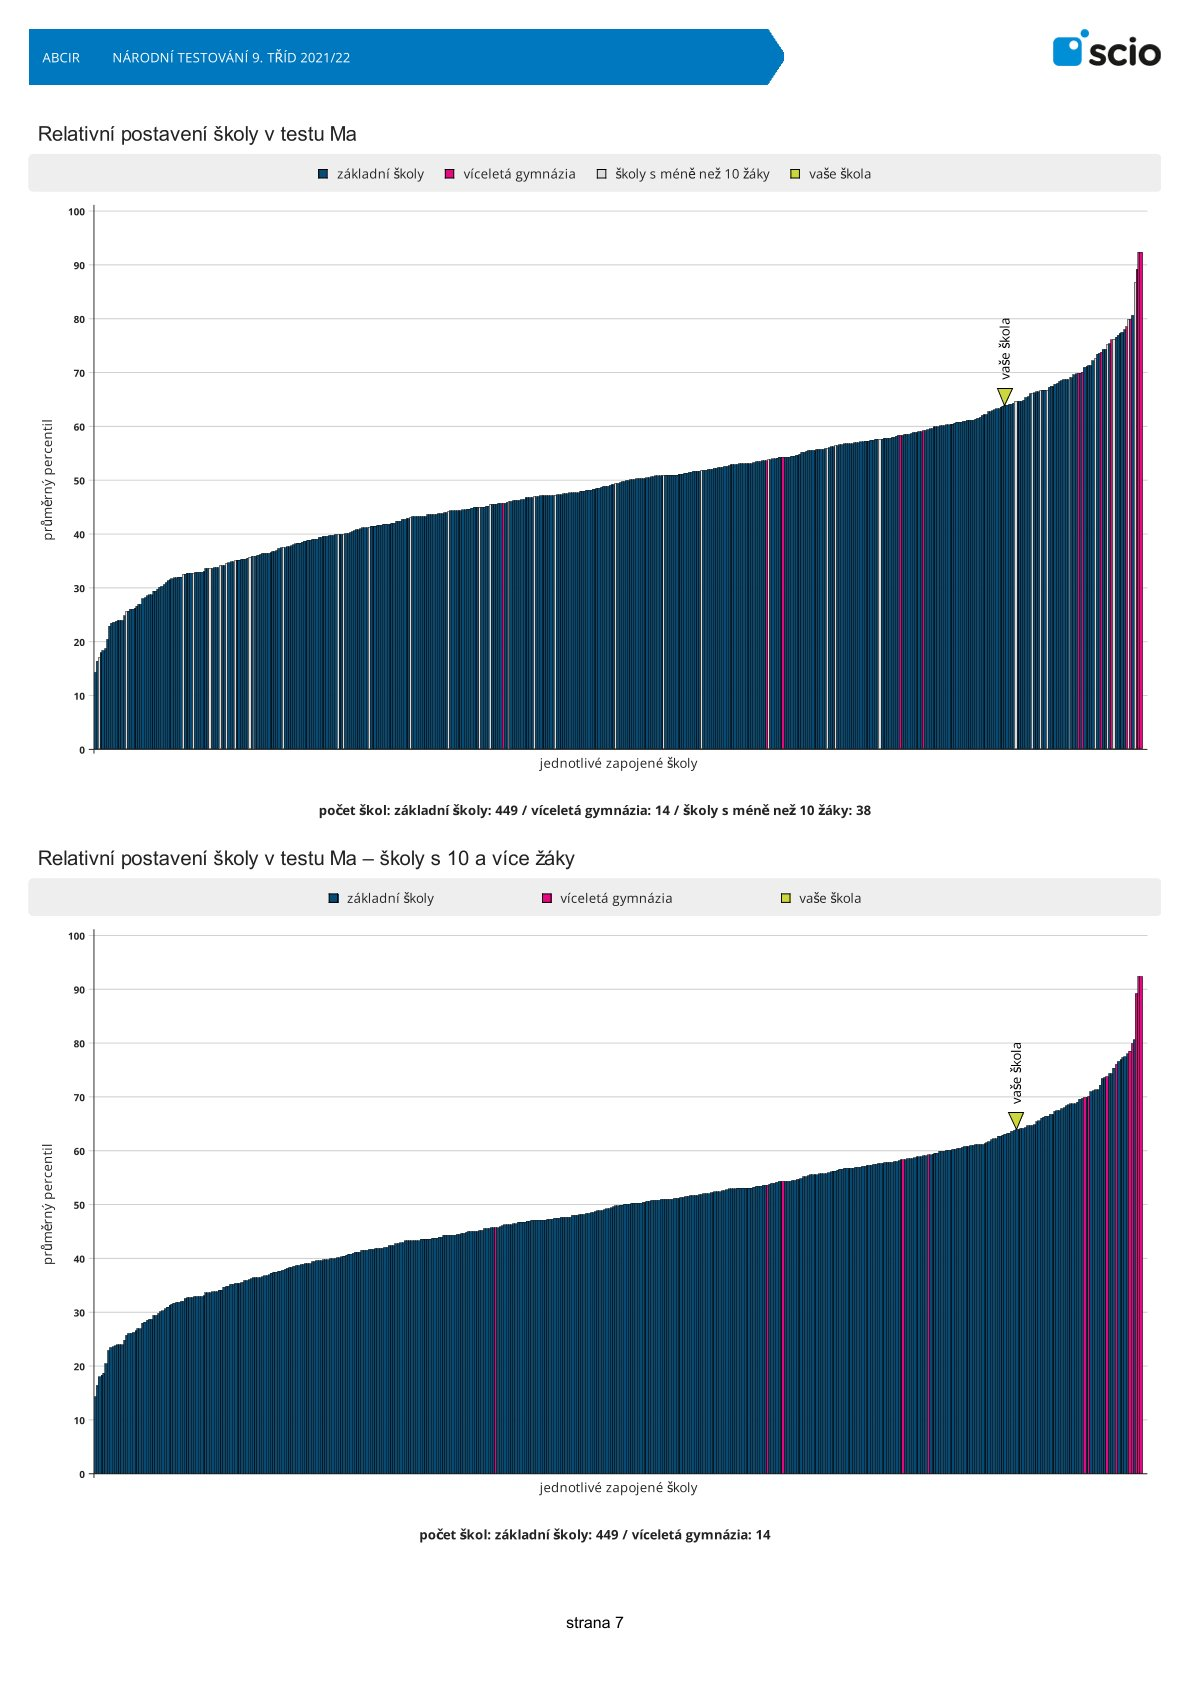 ABCIR NÁRODNÍ TESTOVÁNÍ 9. TŘÍD 2021/22
scio
Relativní postavení školy v testu Ma
základní školy víceletá gymnázia školy s méně než 10 žáky vaše škola
100
90
80
70
60
50
40
30
20
10
0
průměrný percentil
vaše škola
jednotlivé zapojené školy
počet škol: základní školy: 449 / víceletá gymnázia: 14 / školy s méně než 10 žáky: 38
Relativní postavení školy v testu Ma – školy s 10 a více žáky
základní školy víceletá gymnázia vaše škola
100
90
80
70
60
50
40
30
20
10
0
průměrný percentil
vaše škola
jednotlivé zapojené školy
počet škol: základní školy: 449 / víceletá gymnázia: 14
strana 7